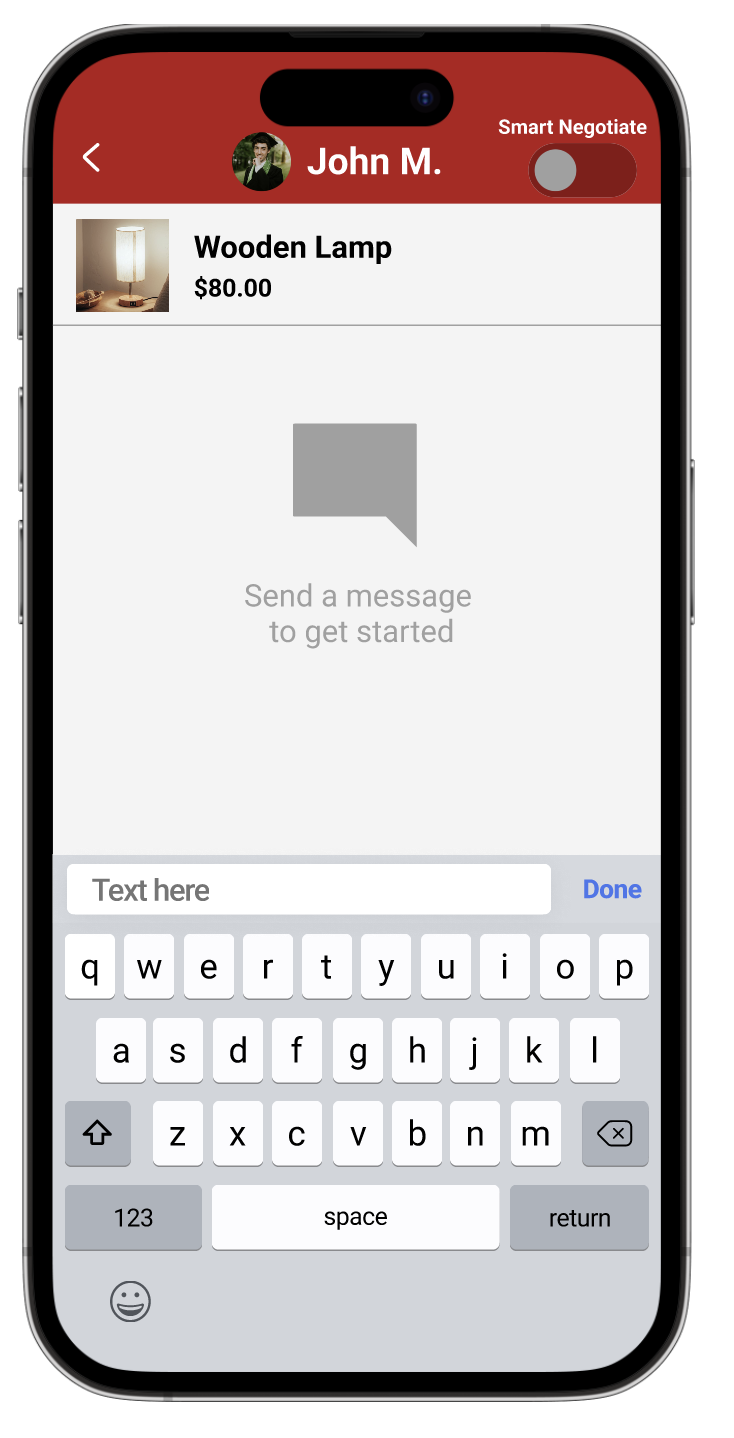 Smart Negotiate
John M.
Wooden Lamp
$80.00
Send a message
to get started
Text here
Done
q w e r t y u i o p
a s d f g h j k l
z x c v b n m
123 space return